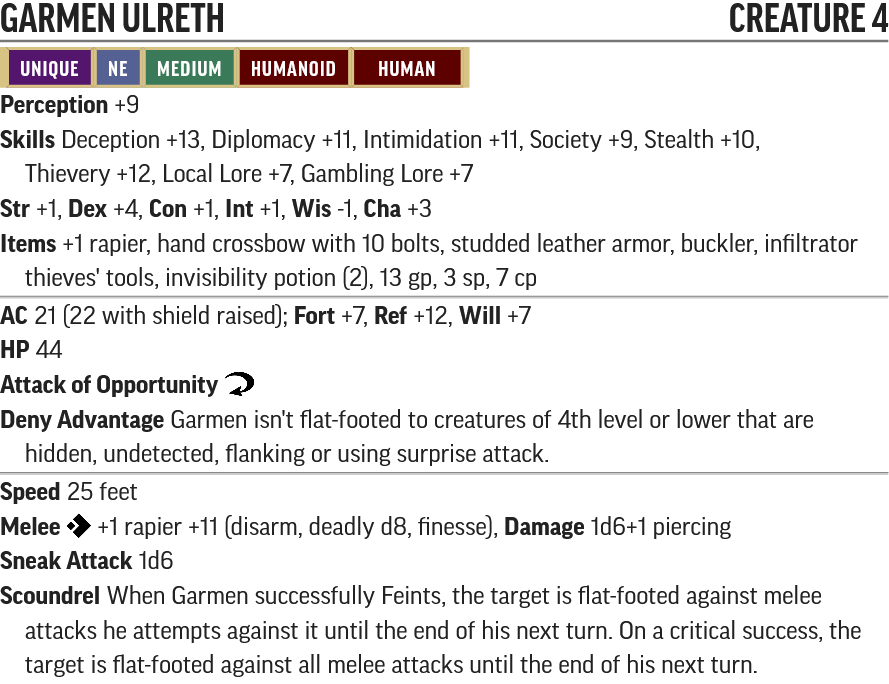 GARMEN ULRETH CREATURE 4
UNIQUE NE MEDIUM HUMANOID HUMAN
Perception +9
Skills Deception +13, Diplomacy +11, Intimidation +11, Society +9, Stealth +10,
Thievery +12, Local Lore +7, Gambling Lore +7
Str +1, Dex +4, Con +1, Int +1, Wis -1, Cha +3
Items +1 rapier, hand crossbow with 10 bolts, studded leather armor, buckler, infiltrator
thieves' tools, invisibility potion (2), 13 gp, 3 sp, 7 cp
AC 21 (22 with shield raised); Fort +7, Ref +12, Will +7
HP 44
Attack of Opportunity
Deny Advantage Garmen isn't flat-footed to creatures of 4th level or lower that are
hidden, undetected, flanking or using surprise attack.
Speed 25 feet
Melee +1 rapier +11 (disarm, deadly d8, finesse), Damage 1d6+1 piercing
Sneak Attack 1d6
Scoundrel When Garmen successfully Feints, the target is flat-footed against melee
attacks he attempts against it until the end of his next turn. On a critical success, the
target is flat-footed against all melee attacks until the end of his next turn.